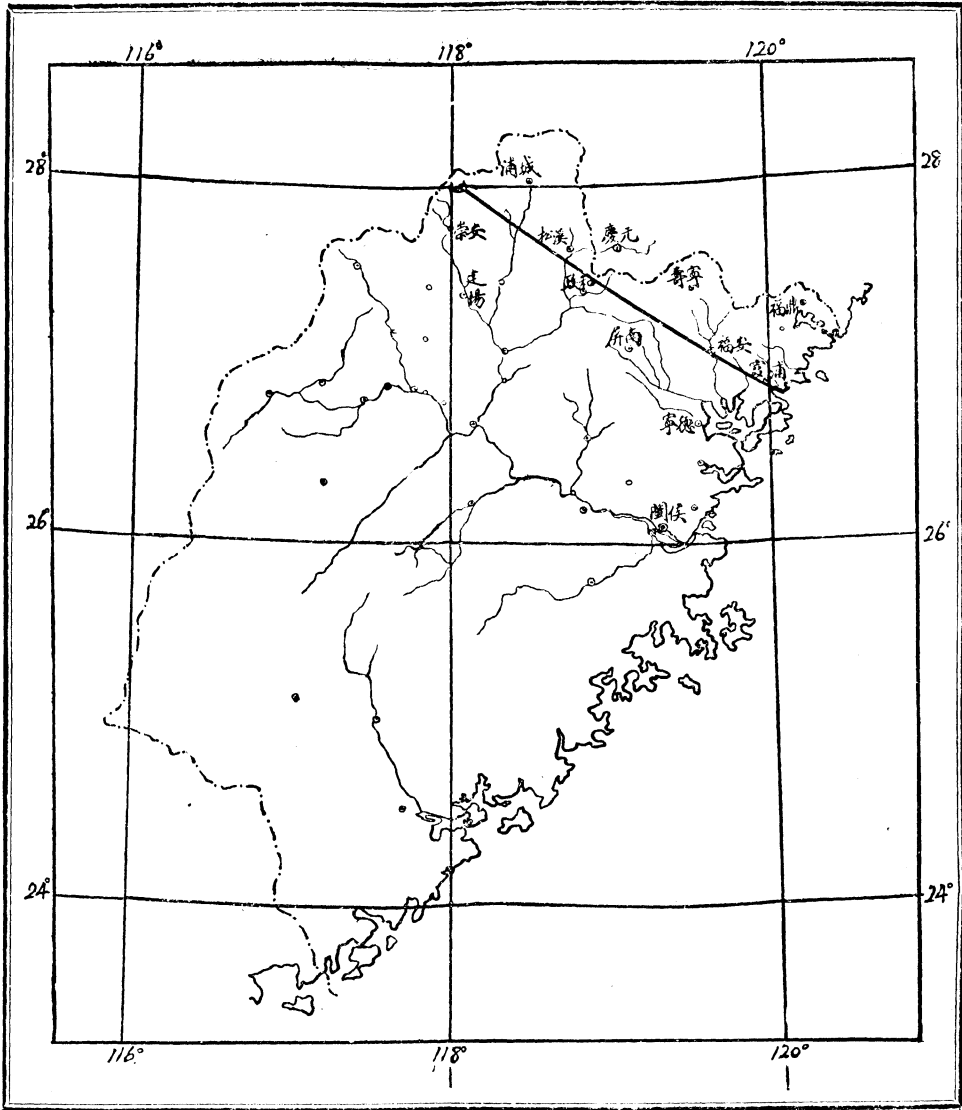 116° 118° 120°
28° 28
浦城
崇安 松溪 慶元
建陽 政和 壽寧
福鼎
屏南 福安
霞浦
寧德
閩侯
26° 26°
24° 24°
116° 118° 120°